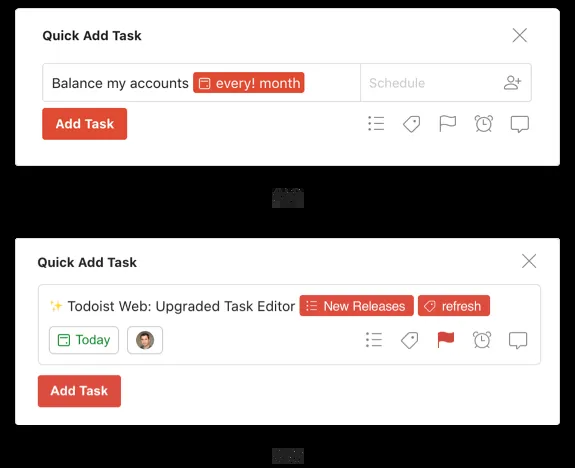 Quick Add Task
Balance my accounts every! month Schedule
Add Task
Quick Add Task
✨ Todoist Web: Upgraded Task Editor New Releases refresh
Today
Add Task